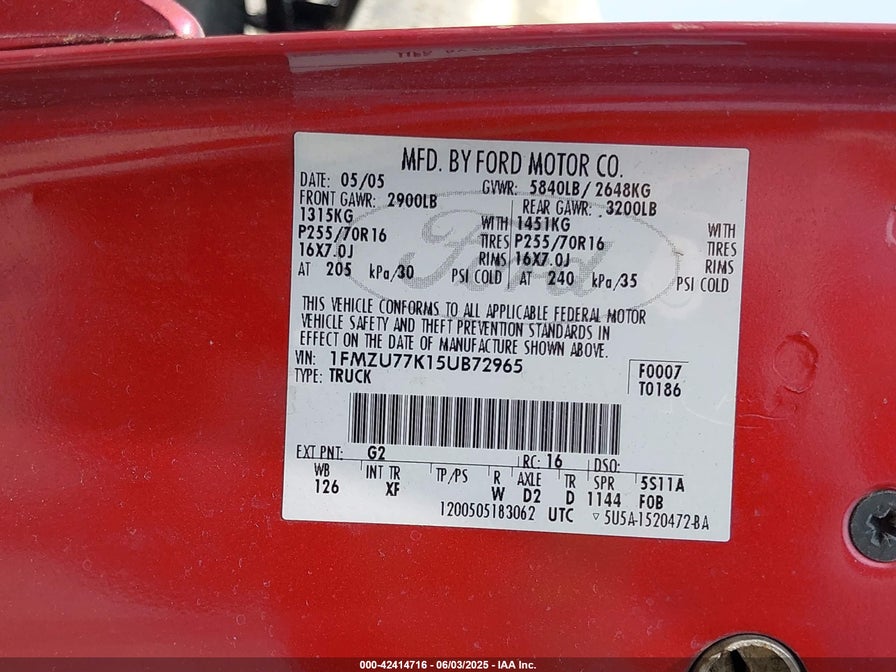 MFD. BY FORD MOTOR CO.
DATE: 05/05 GVWR: 5840LB/ 2648KG
FRONT GAWR: 2900LB REAR GAWR: 3200LB
1315KG WITH 1451KG WITH
P255/70R16 TIRES P255/70R16 TIRES
16X7.0J RIMS 16X7.0J RIMS
AT 205 kPa/30 PSI COLD AT 240 kPa/35 PSI COLD
Ford
THIS VEHICLE CONFORMS TO ALL APPLICABLE FEDERAL MOTOR
VEHICLE SAFETY AND THEFT PREVENTION STANDARDS IN
EFFECT ON THE DATE OF MANUFACTURE SHOWN ABOVE.
VIN: 1FMZU77K15UB72965 F0007
TYPE: TRUCK T0186
EXT PNT: G2 RC: 16 DSO:
WB INT TR TP/PS R AXLE TR SPR 5S11A
126 XF W D2 D 1144 FOB
1200505183062 UTC ▽5U5A-1520472-BA
000-42414716 - 06/03/2025 - IAA Inc.